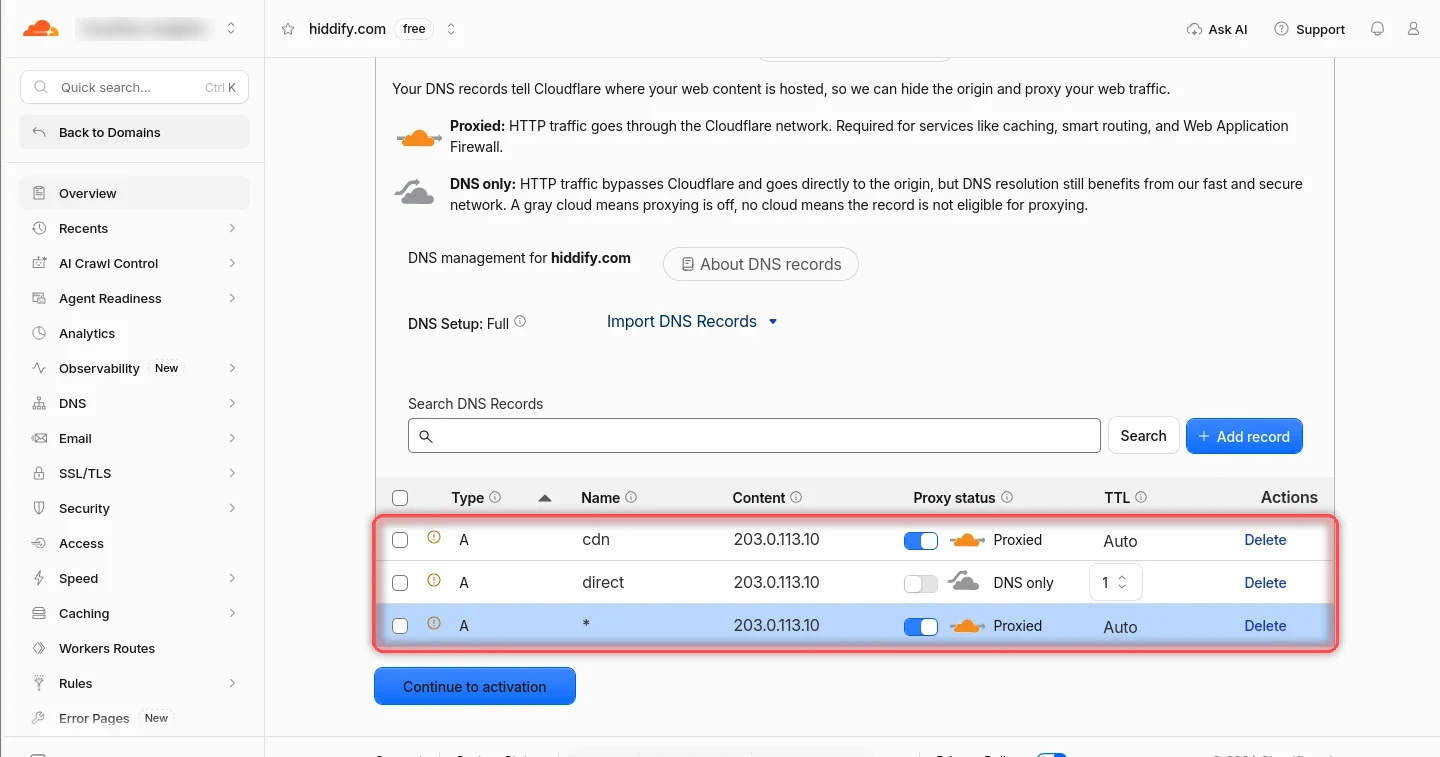 hiddify.com free
Ask AI
Support
Quick search... Ctrl K
Back to Domains
Overview
Recents
AI Crawl Control
Agent Readiness
Analytics
Observability New
DNS
Email
SSL/TLS
Security
Access
Speed
Caching
Workers Routes
Rules
Error Pages New
Your DNS records tell Cloudflare where your web content is hosted, so we can hide the origin and proxy your web traffic.
Proxied: HTTP traffic goes through the Cloudflare network. Required for services like caching, smart routing, and Web Application
Firewall.
DNS only: HTTP traffic bypasses Cloudflare and goes directly to the origin, but DNS resolution still benefits from our fast and secure
network. A gray cloud means proxying is off, no cloud means the record is not eligible for proxying.
DNS management for hiddify.com
About DNS records
DNS Setup: Full
Import DNS Records
Search DNS Records
Search
+ Add record
Type Name Content Proxy status TTL Actions
A cdn 203.0.113.10 Proxied Auto Delete
A direct 203.0.113.10 DNS only 1 Delete
A * 203.0.113.10 Proxied Auto Delete
Continue to activation